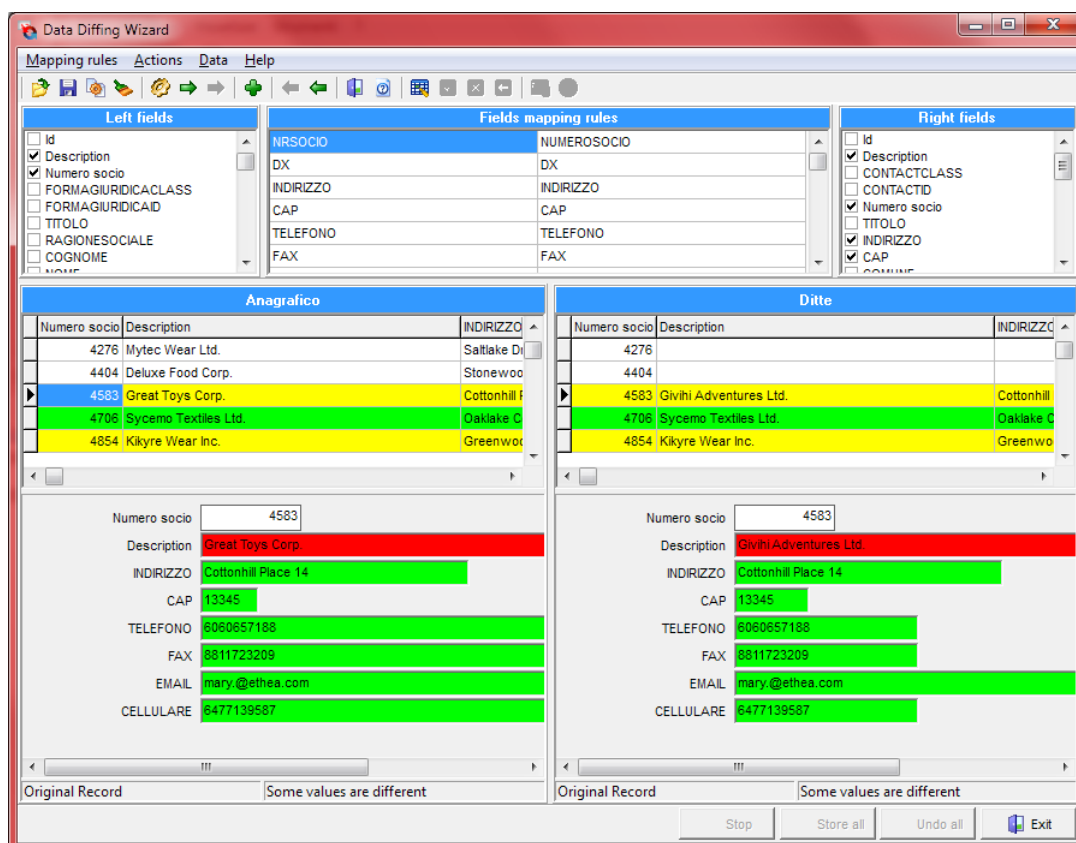 Data Diffing Wizard
Mapping rules Actions Data Help
Left fields
Id
Description
Numero socio
FORMAGIURIDICACLASS
FORMAGIURIDICAID
TITOLO
RAGIONESOCIALE
COGNOME
NOME
Fields mapping rules
NRSOCIO NUMEROSOCIO
DX DX
INDIRIZZO INDIRIZZO
CAP CAP
TELEFONO TELEFONO
FAX FAX
Right fields
Id
Description
CONTACTCLASS
CONTACTID
Numero socio
TITOLO
INDIRIZZO
CAP
COMUNE
Anagrafico
Numero socio Description INDIRIZZO
4276 Mytec Wear Ltd. Saltlake
4404 Deluxe Food Corp. Stonewoo
4583 Great Toys Corp. Cottonhill
4706 Sycemo Textiles Ltd. Oaklake
4854 Kikyre Wear Inc. Greenwo
Ditte
Numero socio Description INDIRIZZO
4276
4404
4583 Givihi Adventures Ltd. Cottonhill
4706 Sycemo Textiles Ltd. Oaklake
4854 Kikyre Wear Inc. Greenwo
Numero socio 4583
Description Great Toys Corp.
INDIRIZZO Cottonhill Place 14
CAP 13345
TELEFONO 6060657188
FAX 8811723209
EMAIL mary.@ethea.com
CELLULARE 6477139587
Original Record Some values are different
Numero socio 4583
Description Givihi Adventures Ltd.
INDIRIZZO Cottonhill Place 14
CAP 13345
TELEFONO 6060657188
FAX 8811723209
EMAIL mary.@ethea.com
CELLULARE 6477139587
Original Record Some values are different
Stop Store all Undo all Exit